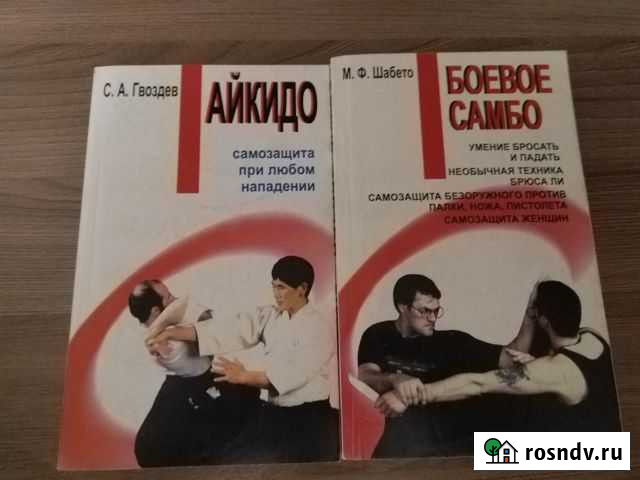 С. А. Гвоздев
АЙКИДО
самозащита
при любом
нападении
М. Ф. Шабето
БОЕВОЕ
САМБО
УМЕНИЕ БРОСАТЬ
И ПАДАТЬ
НЕОБЫЧНАЯ ТЕХНИКА
БРЮСА ЛИ
САМОЗАЩИТА БЕЗОРУЖНОГО ПРОТИВ
ПАЛКИ, НОЖА, ПИСТОЛЕТА
САМОЗАЩИТА ЖЕНЩИН
rosndv.ru